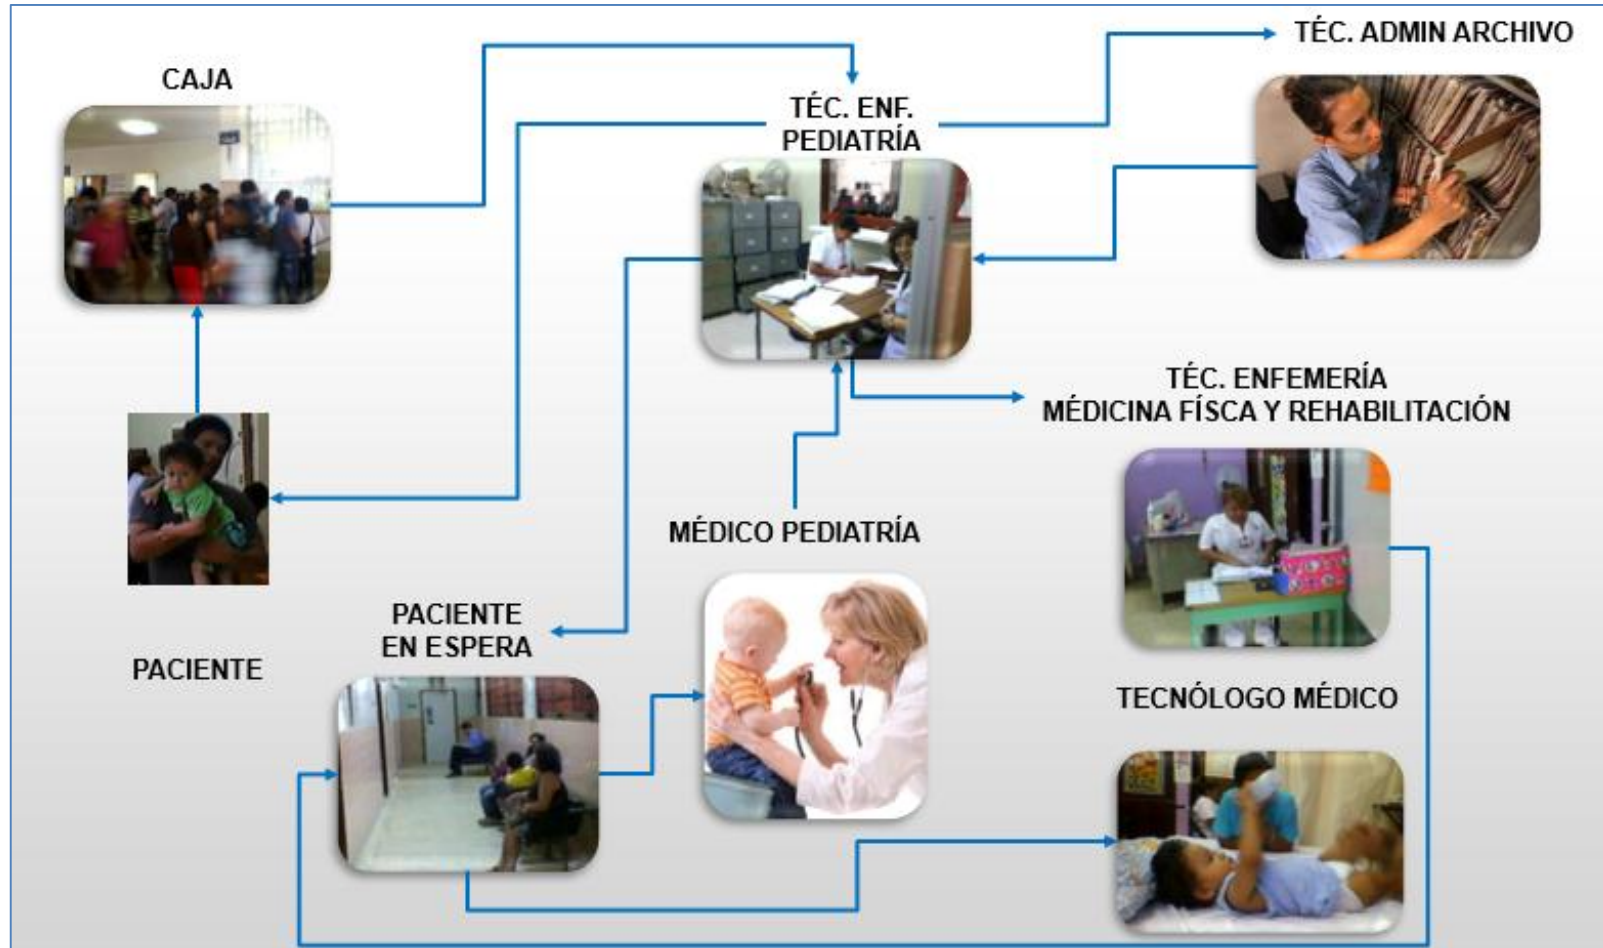 TÉC. ADMIN ARCHIVO
CAJA
TÉC. ENF.
PEDIATRÍA
TÉC. ENFEMERÍA
MÉDICINA FÍSCA Y REHABILITACIÓN
MÉDICO PEDIATRÍA
PACIENTE
EN ESPERA
PACIENTE
TECNÓLOGO MÉDICO